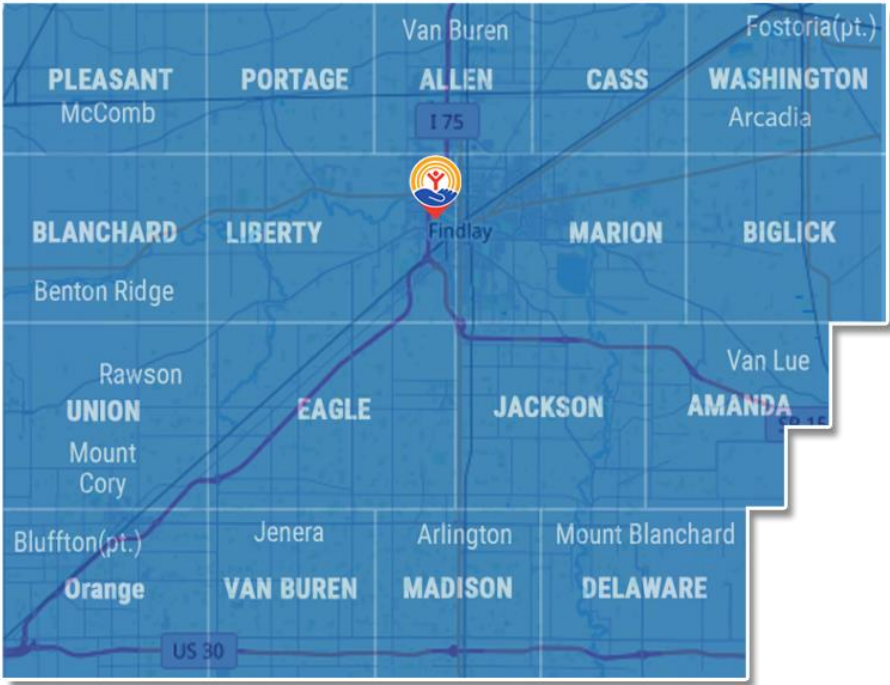 Van Buren
Fostoria(pt.)
PLEASANT
PORTAGE
ALLEN
CASS
WASHINGTON
McComb
Arcadia
I 75
BLANCHARD
LIBERTY
Findlay
MARION
BIGLICK
Benton Ridge
Rawson
Van Lue
UNION
EAGLE
JACKSON
AMANDA
SR 15
Mount
Cory
Bluffton(pt.)
Jenera
Arlington
Mount Blanchard
Orange
VAN BUREN
MADISON
DELAWARE
US 30